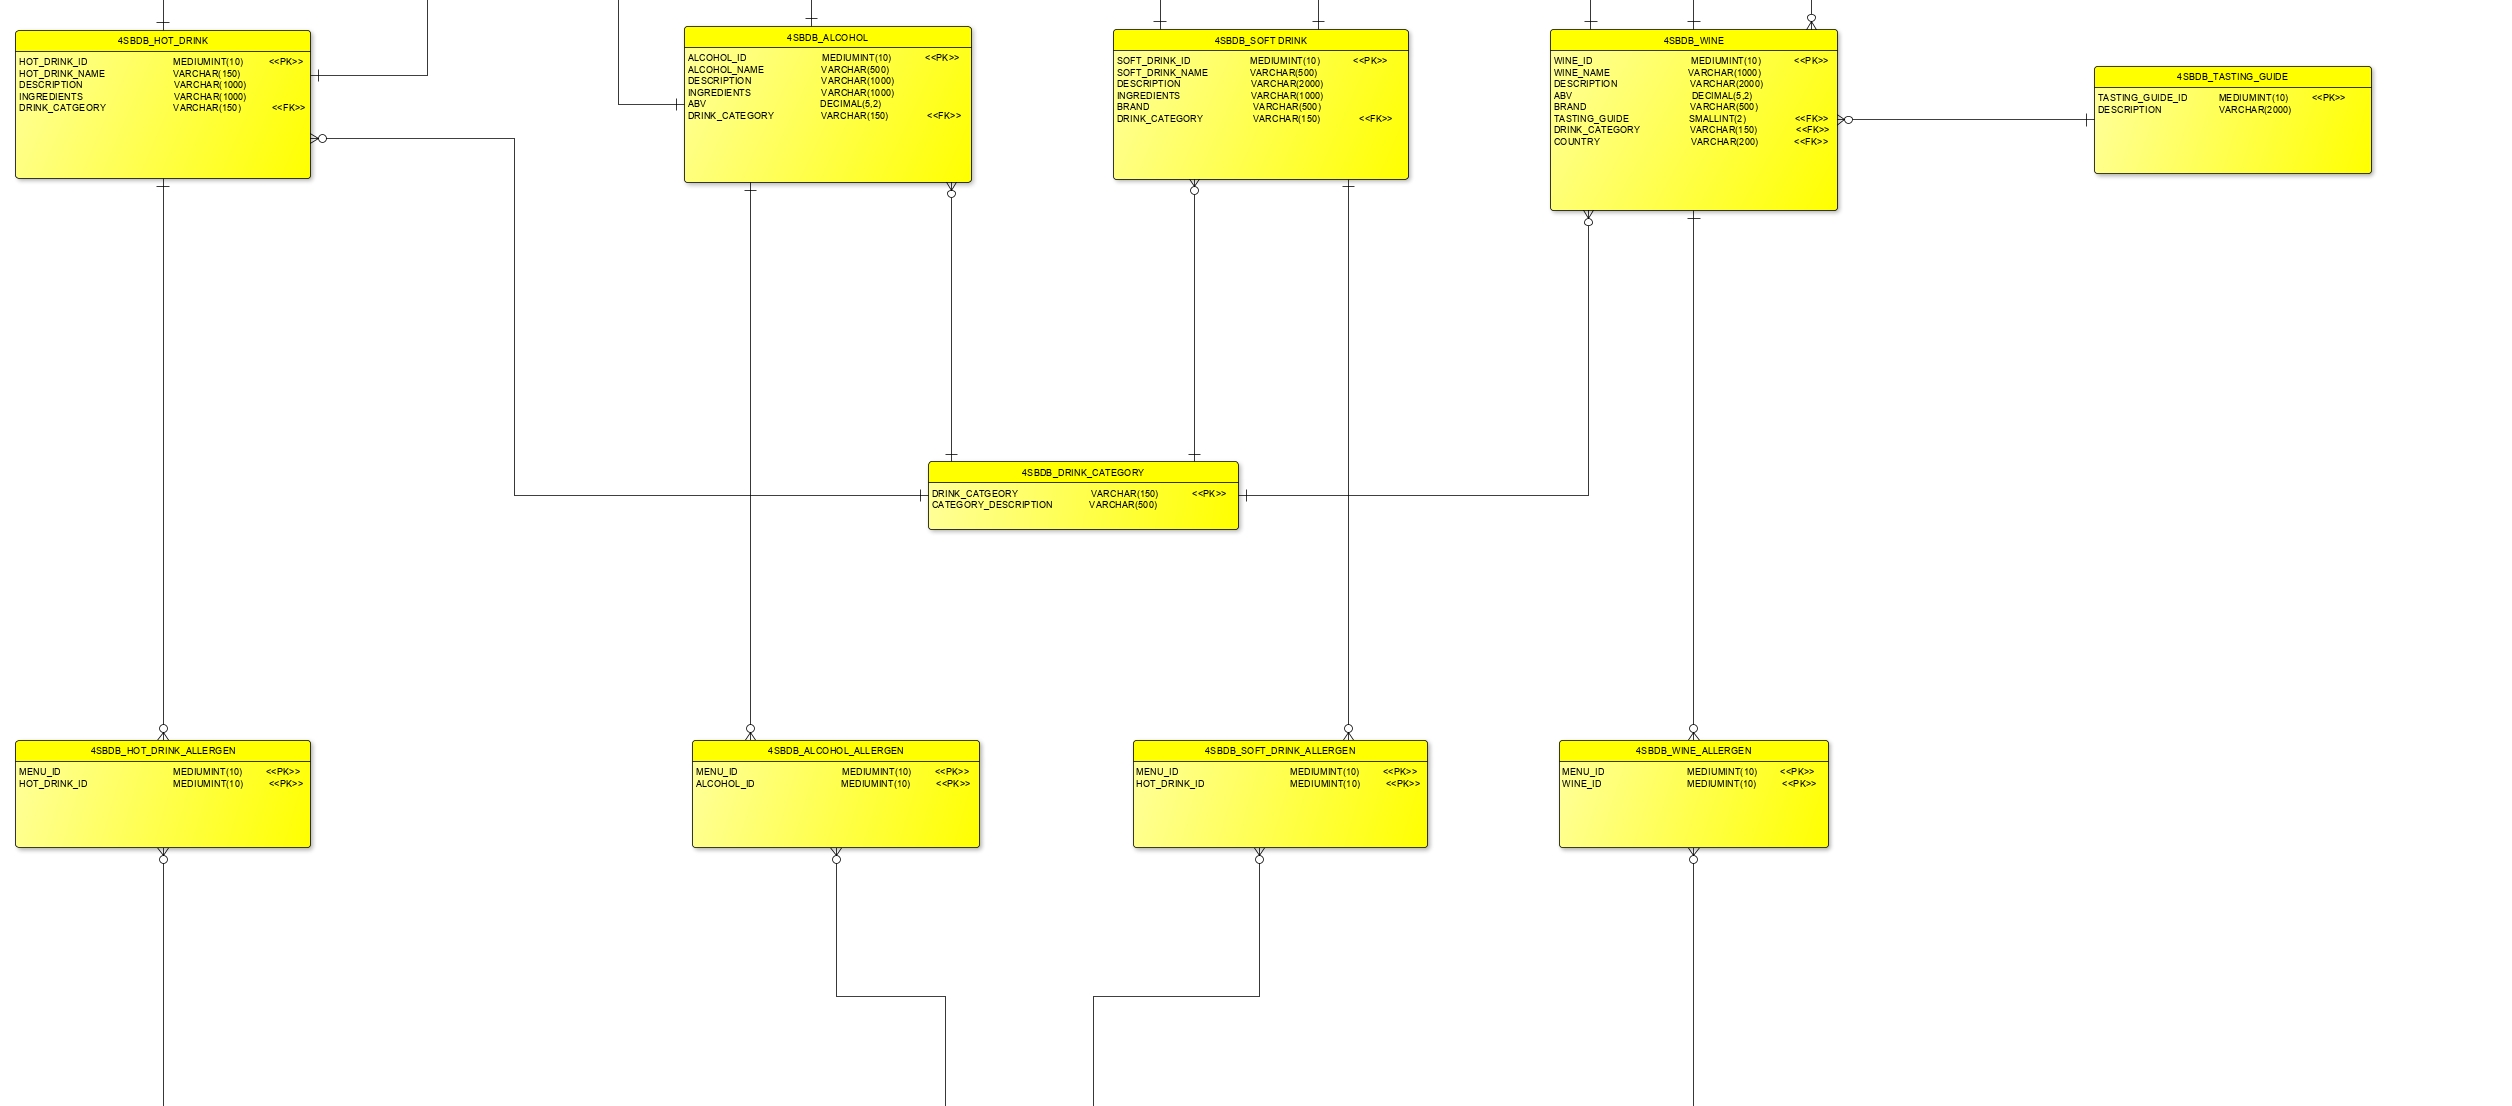 4SBDB_HOT_DRINK
HOT_DRINK_ID MEDIUMINT(10) <<PK>>
HOT_DRINK_NAME VARCHAR(150)
DESCRIPTION VARCHAR(1000)
INGREDIENTS VARCHAR(1000)
DRINK_CATGEORY VARCHAR(150) <<FK>>
4SBDB_ALCOHOL
ALCOHOL_ID MEDIUMINT(10) <<PK>>
ALCOHOL_NAME VARCHAR(500)
DESCRIPTION VARCHAR(1000)
INGREDIENTS VARCHAR(1000)
ABV DECIMAL(5,2)
DRINK_CATEGORY VARCHAR(150) <<FK>>
4SBDB_SOFT DRINK
SOFT_DRINK_ID MEDIUMINT(10) <<PK>>
SOFT_DRINK_NAME VARCHAR(500)
DESCRIPTION VARCHAR(2000)
INGREDIENTS VARCHAR(1000)
BRAND VARCHAR(500)
DRINK_CATEGORY VARCHAR(150) <<FK>>
4SBDB_WINE
WINE_ID MEDIUMINT(10) <<PK>>
WINE_NAME VARCHAR(1000)
DESCRIPTION VARCHAR(2000)
ABV DECIMAL(5,2)
BRAND VARCHAR(500)
TASTING_GUIDE SMALLINT(2) <<FK>>
DRINK_CATEGORY VARCHAR(150) <<FK>>
COUNTRY VARCHAR(200) <<FK>>
4SBDB_TASTING_GUIDE
TASTING_GUIDE_ID MEDIUMINT(10) <<PK>>
DESCRIPTION VARCHAR(2000)
4SBDB_DRINK_CATEGORY
DRINK_CATGEORY VARCHAR(150) <<PK>>
CATEGORY_DESCRIPTION VARCHAR(500)
4SBDB_HOT_DRINK_ALLERGEN
MENU_ID MEDIUMINT(10) <<PK>>
HOT_DRINK_ID MEDIUMINT(10) <<PK>>
4SBDB_ALCOHOL_ALLERGEN
MENU_ID MEDIUMINT(10) <<PK>>
ALCOHOL_ID MEDIUMINT(10) <<PK>>
4SBDB_SOFT_DRINK_ALLERGEN
MENU_ID MEDIUMINT(10) <<PK>>
HOT_DRINK_ID MEDIUMINT(10) <<PK>>
4SBDB_WINE_ALLERGEN
MENU_ID MEDIUMINT(10) <<PK>>
WINE_ID MEDIUMINT(10) <<PK>>